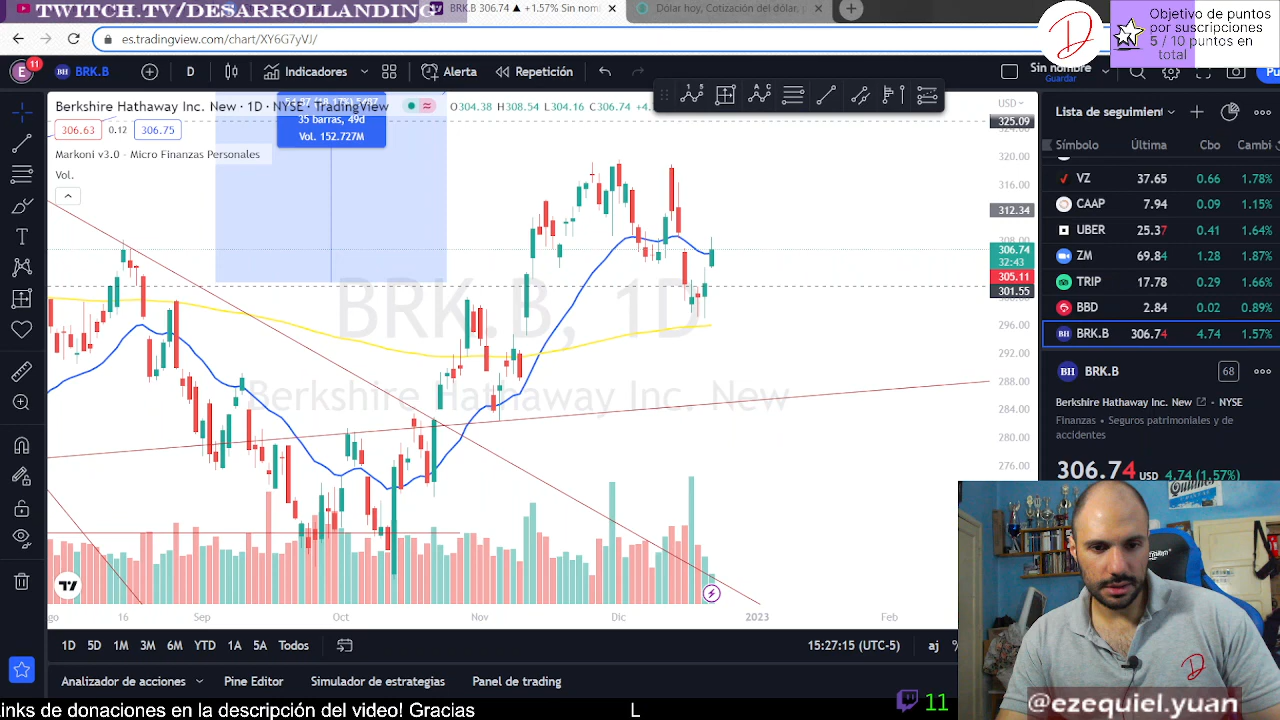 TWITCH.TV/DESARROLLANDING
BRK.B 306.74 ▲ +1.57% Sin nom
Dólar hoy, Cotización del dólar,
Objetivo de puntos
por suscripciones
5 / 10 puntos en
total
es.tradingview.com/chart/XY6G7yVJ/
E
11
BRK.B
D
Indicadores
Alerta
Repetición
Sin nombre
Guardar
Berkshire Hathaway Inc. New · 1D · NYSE · TradingView
O304.38 H308.54 L304.16 C306.74
35 barras, 49d
Vol. 152.727M
306.63
0.12
306.75
Markoni v3.0 - Micro Finanzas Personales
Vol.
USD
325.09
320.00
316.00
312.34
308.00
306.74
32:43
305.11
301.55
296.00
292.00
288.00
284.00
280.00
276.00
BRK.B, 1D
Berkshire Hathaway Inc. New
Lista de seguimien
Símbolo Última Cbo Cambi
VZ 37.65 0.66 1.78%
CAAP 7.94 0.09 1.15%
UBER 25.37 0.41 1.64%
ZM 69.84 1.28 1.87%
TRIP 17.78 0.29 1.66%
BBD 2.84 0.02 0.89%
BRK.B 306.74 4.74 1.57%
BRK.B
68
Berkshire Hathaway Inc. New · NYSE
Finanzas · Seguros patrimoniales y de
accidentes
306.74 USD 4.74 (1.57%)
go 16 Sep Oct Nov Dic 2023 Feb
1D 5D 1M 3M 6M YTD 1A 5A Todos
15:27:15 (UTC-5)
aj
%
Analizador de acciones
Pine Editor
Simulador de estrategias
Panel de trading
11
@ezequiel.yuan
inks de donaciones en la descripción del video! Gracias
L